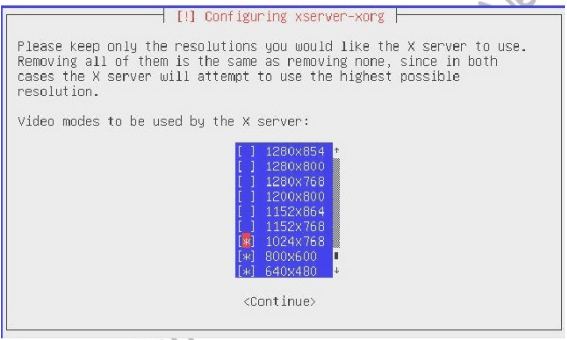 [!] Configuring xserver-xorg
Please keep only the resolutions you would like the X server to use.
Removing all of them is the same as removing none, since in both
cases the X server will attempt to use the highest possible
resolution.
Video modes to be used by the X server:
[ ] 1280x854
[ ] 1280x800
[ ] 1280x768
[ ] 1200x800
[ ] 1152x864
[ ] 1152x768
[*] 1024x768
[*] 800x600
[*] 640x480
<Continue>